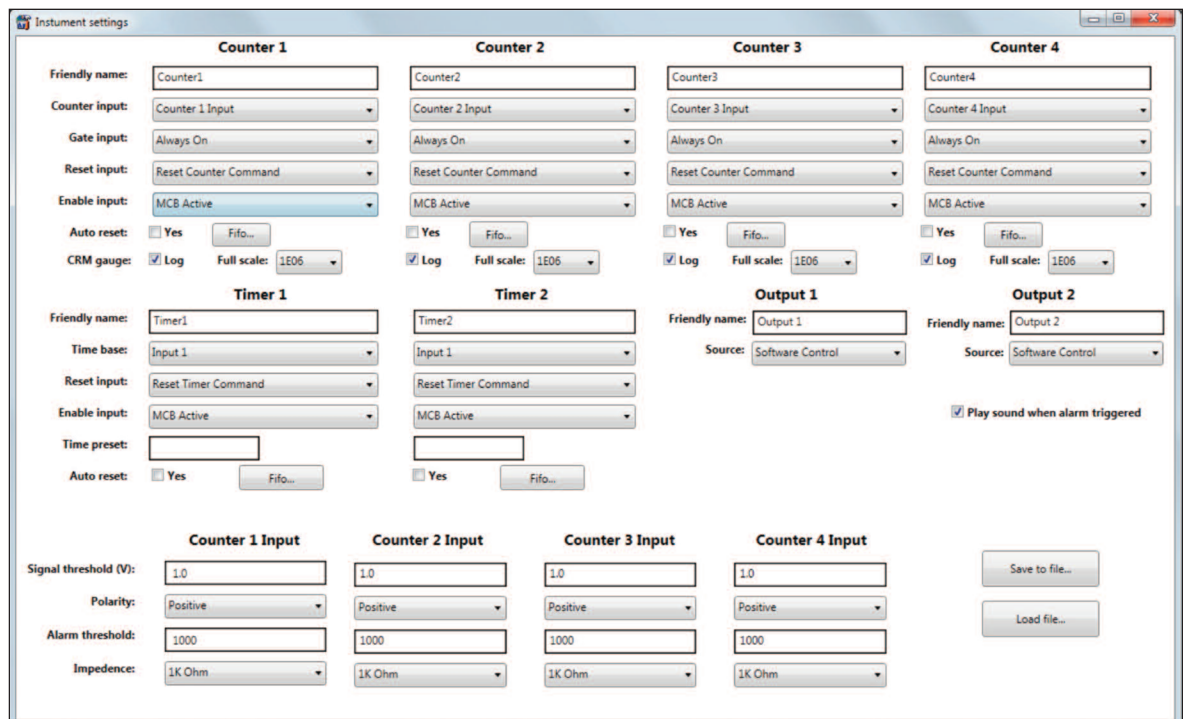 Instument settings
Counter 1 Counter 2 Counter 3 Counter 4
Friendly name: Counter1 Counter2 Counter3 Counter4
Counter input: Counter 1 Input Counter 2 Input Counter 3 Input Counter 4 Input
Gate input: Always On Always On Always On Always On
Reset input: Reset Counter Command Reset Counter Command Reset Counter Command Reset Counter Command
Enable input: MCB Active MCB Active MCB Active MCB Active
Auto reset: Yes Fifo... Yes Fifo... Yes Fifo... Yes Fifo...
CRM gauge: Log Full scale: 1E06 Log Full scale: 1E06 Log Full scale: 1E06 Log Full scale: 1E06
Timer 1 Timer 2 Output 1 Output 2
Friendly name: Timer1 Timer2 Friendly name: Output 1 Friendly name: Output 2
Time base: Input 1 Input 1 Source: Software Control Source: Software Control
Reset input: Reset Timer Command Reset Timer Command
Enable input: MCB Active MCB Active Play sound when alarm triggered
Time preset:
Auto reset: Yes Fifo... Yes Fifo...
Counter 1 Input Counter 2 Input Counter 3 Input Counter 4 Input
Signal threshold (V): 1.0 1.0 1.0 1.0 Save to file...
Polarity: Positive Positive Positive Positive Load file...
Alarm threshold: 1000 1000 1000 1000
Impedence: 1K Ohm 1K Ohm 1K Ohm 1K Ohm